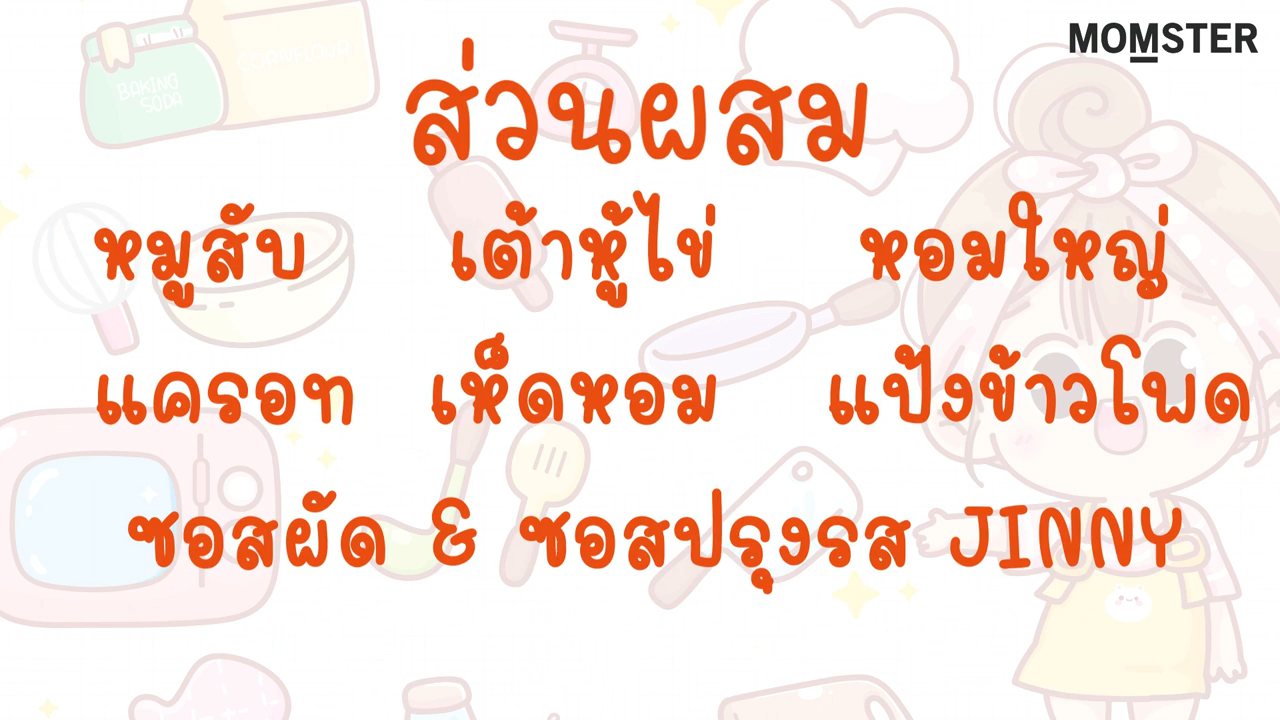 MOMSTER
BAKING
SODA
ส่วนผสม
หมูสับ เต้าหู้ไข่ หอมใหญ่
แครอท เห็ดหอม แป้งข้าวโพด
ซอสผัด & ซอสปรุงรส JINNY